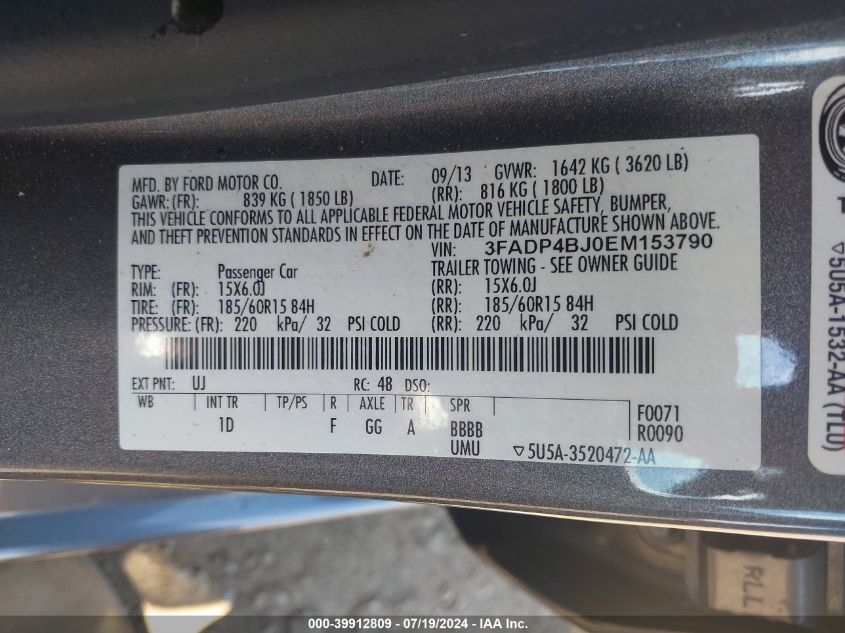 MFD. BY FORD MOTOR CO. DATE: 09/13 GVWR: 1642 KG ( 3620 LB)
GAWR:(FR): 839 KG ( 1850 LB) (RR): 816 KG ( 1800 LB)
THIS VEHICLE CONFORMS TO ALL APPLICABLE FEDERAL MOTOR VEHICLE SAFETY, BUMPER,
AND THEFT PREVENTION STANDARDS IN EFFECT ON THE DATE OF MANUFACTURE SHOWN ABOVE.
VIN: 3FADP4BJ0EM153790
TYPE: Passenger Car TRAILER TOWING - SEE OWNER GUIDE
RIM: (FR): 15X6.0J (RR): 15X6.0J
TIRE: (FR): 185/60R15 84H (RR): 185/60R15 84H
PRESSURE: (FR): 220 kPa/ 32 PSI COLD (RR): 220 kPa/ 32 PSI COLD
EXT PNT: UJ RC: 48 DSO:
WB INT TR TP/PS R AXLE TR SPR F0071
1D F GG A BBBB R0090
UMU ▽5U5A-3520472-AA
▽5U5A-1532-AA (TL0)
RLL
000-39912809 - 07/19/2024 - IAA Inc.